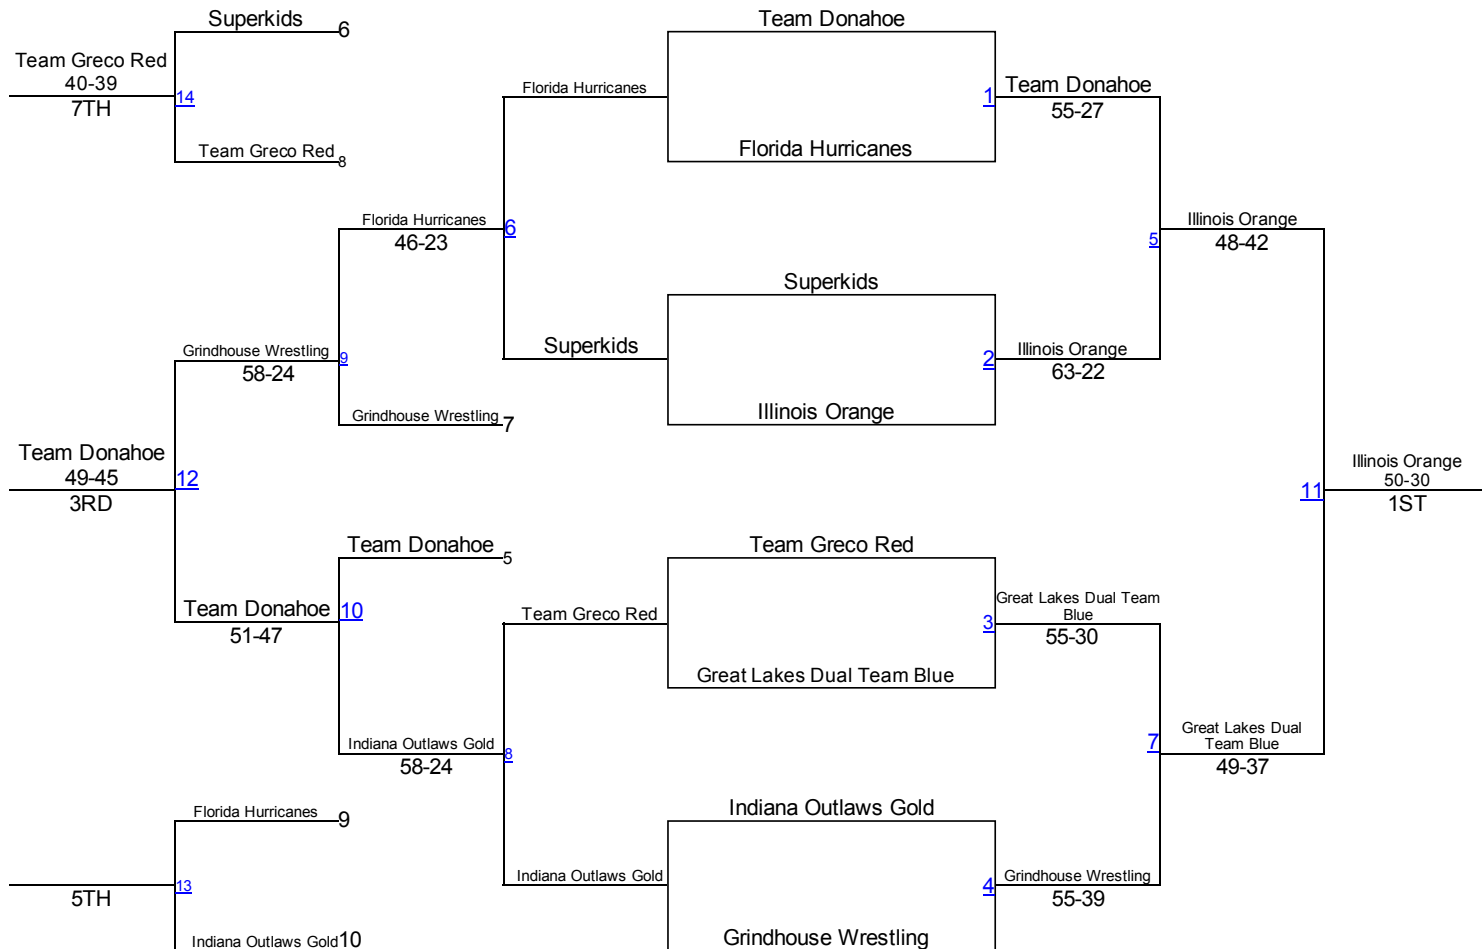 Superkids
6
Team Donahoe
Team Greco Red
40-39
14
7TH
Florida Hurricanes
1
Team Donahoe
55-27
Team Greco Red
8
Florida Hurricanes
Florida Hurricanes
46-23
6
Illinois Orange
48-42
5
Superkids
Grindhouse Wrestling
58-24
9
Superkids
2
Illinois Orange
63-22
Grindhouse Wrestling
7
Illinois Orange
Team Donahoe
49-45
12
3RD
Illinois Orange
50-30
11
1ST
Team Donahoe
5
Team Greco Red
Team Donahoe
51-47
10
Team Greco Red
3
Great Lakes Dual Team
Blue
55-30
Great Lakes Dual Team Blue
Indiana Outlaws Gold
58-24
8
7
Great Lakes Dual
Team Blue
49-37
Florida Hurricanes
9
Indiana Outlaws Gold
13
5TH
Indiana Outlaws Gold
4
Grindhouse Wrestling
55-39
Indiana Outlaws Gold
10
Grindhouse Wrestling